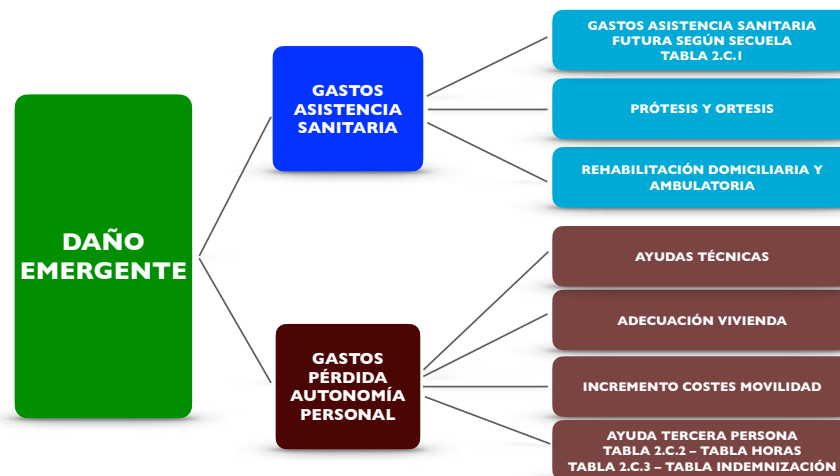 DAÑO
EMERGENTE
GASTOS
ASISTENCIA
SANITARIA
GASTOS ASISTENCIA SANITARIA
FUTURA SEGÚN SECUELA
TABLA 2.C.1
PRÓTESIS Y ORTESIS
REHABILITACIÓN DOMICILIARIA Y
AMBULATORIA
GASTOS
PÉRDIDA
AUTONOMÍA
PERSONAL
AYUDAS TÉCNICAS
ADECUACIÓN VIVIENDA
INCREMENTO COSTES MOVILIDAD
AYUDA TERCERA PERSONA
TABLA 2.C.2 – TABLA HORAS
TABLA 2.C.3 – TABLA INDEMNIZACIÓN